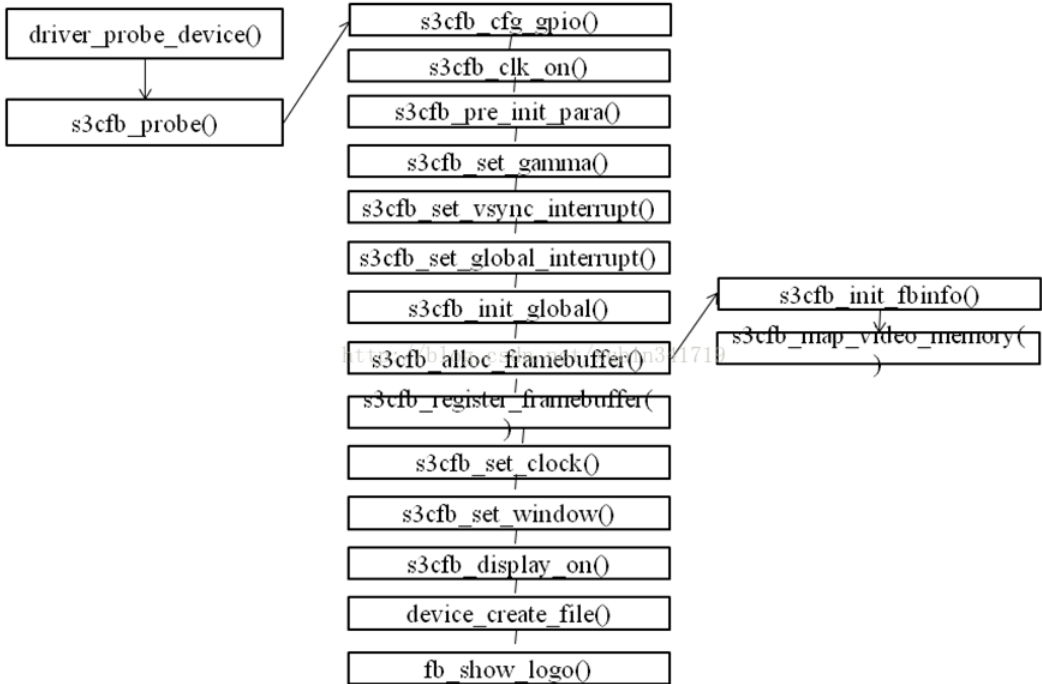 driver_probe_device()
s3cfb_probe()
s3cfb_cfg_gpio()
s3cfb_clk_on()
s3cfb_pre_init_para()
s3cfb_set_gamma()
s3cfb_set_vsync_interrupt()
s3cfb_set_global_interrupt()
s3cfb_init_global()
s3cfb_alloc_framebuffer()
s3cfb_register_framebuffer(
)
s3cfb_set_clock()
s3cfb_set_window()
s3cfb_display_on()
device_create_file()
fb_show_logo()
s3cfb_init_fbinfo()
s3cfb_map_video_memory(
)